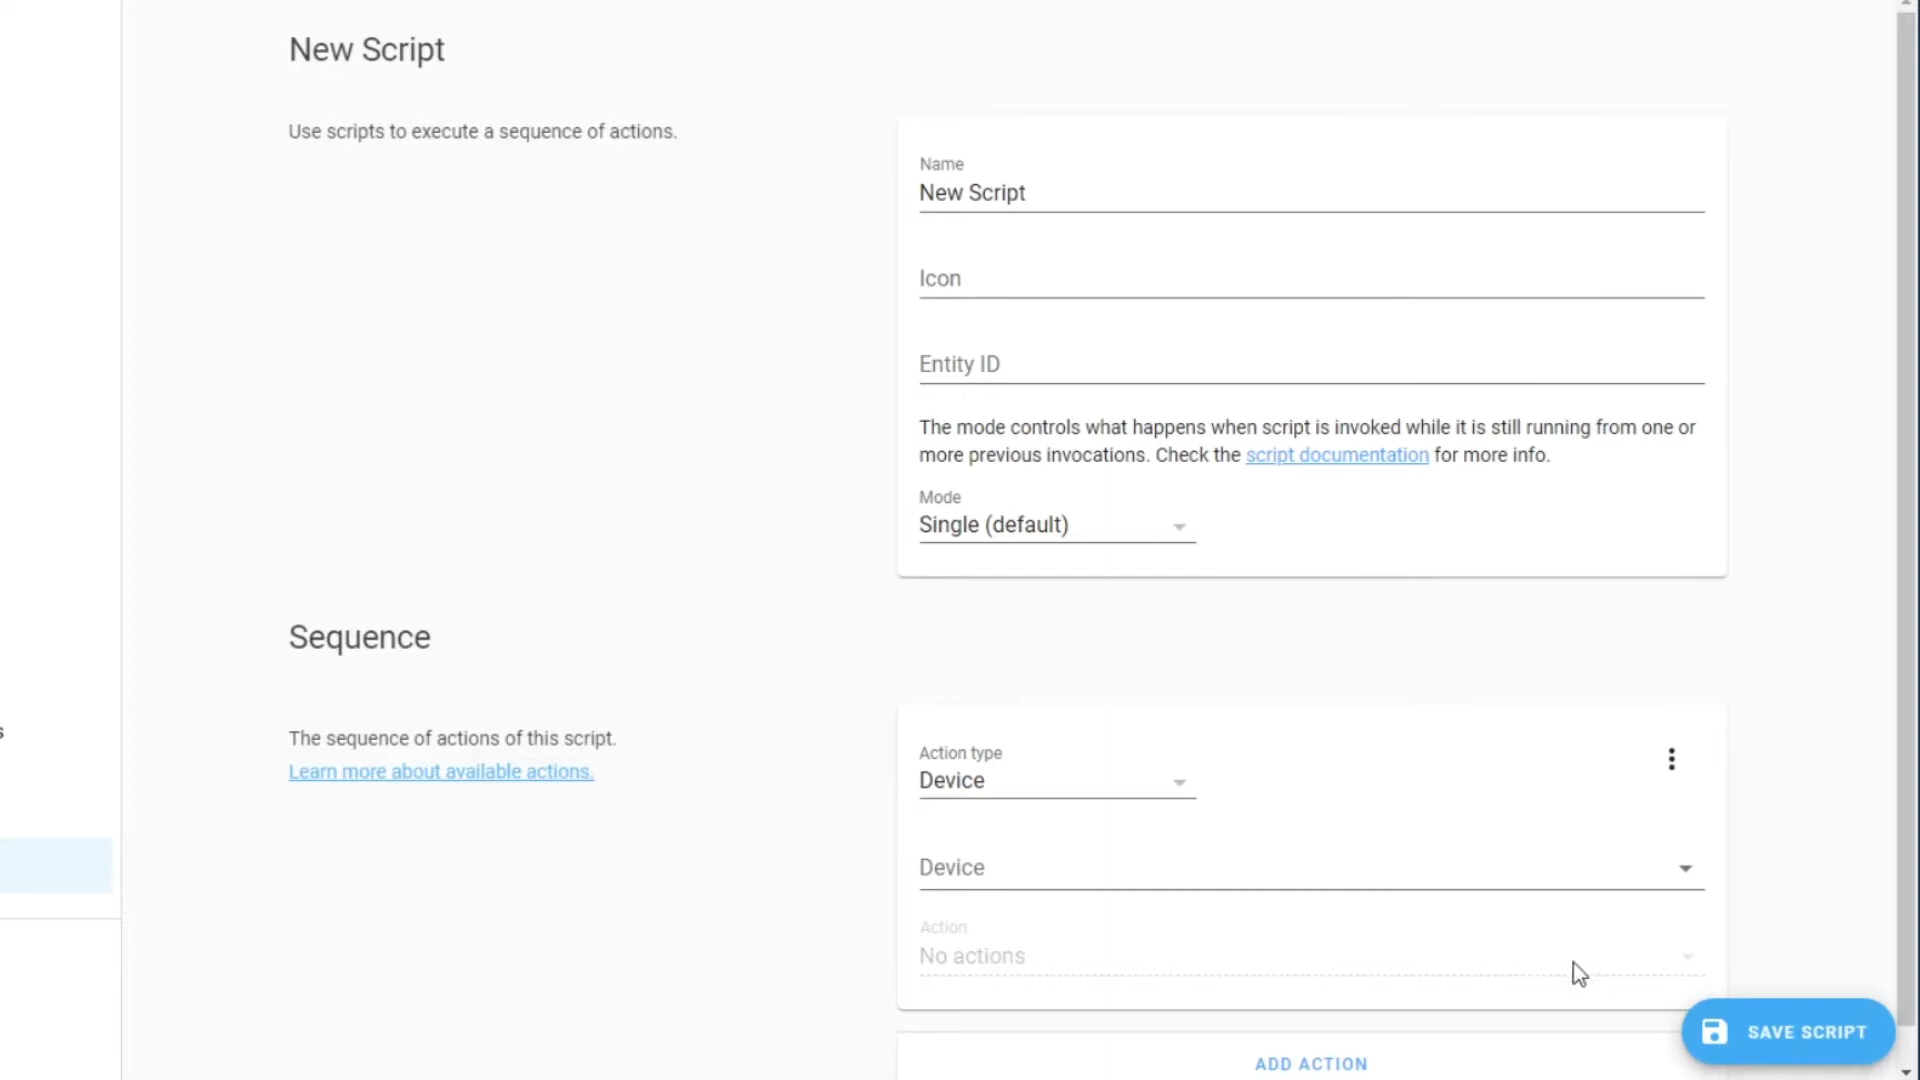 New Script
Use scripts to execute a sequence of actions.
Name
New Script
Icon
Entity ID
The mode controls what happens when script is invoked while it is still running from one or
more previous invocations. Check the script documentation for more info.
Mode
Single (default)
Sequence
s
The sequence of actions of this script.
Learn more about available actions.
Action type
Device
Device
Action
No actions
SAVE SCRIPT
ADD ACTION